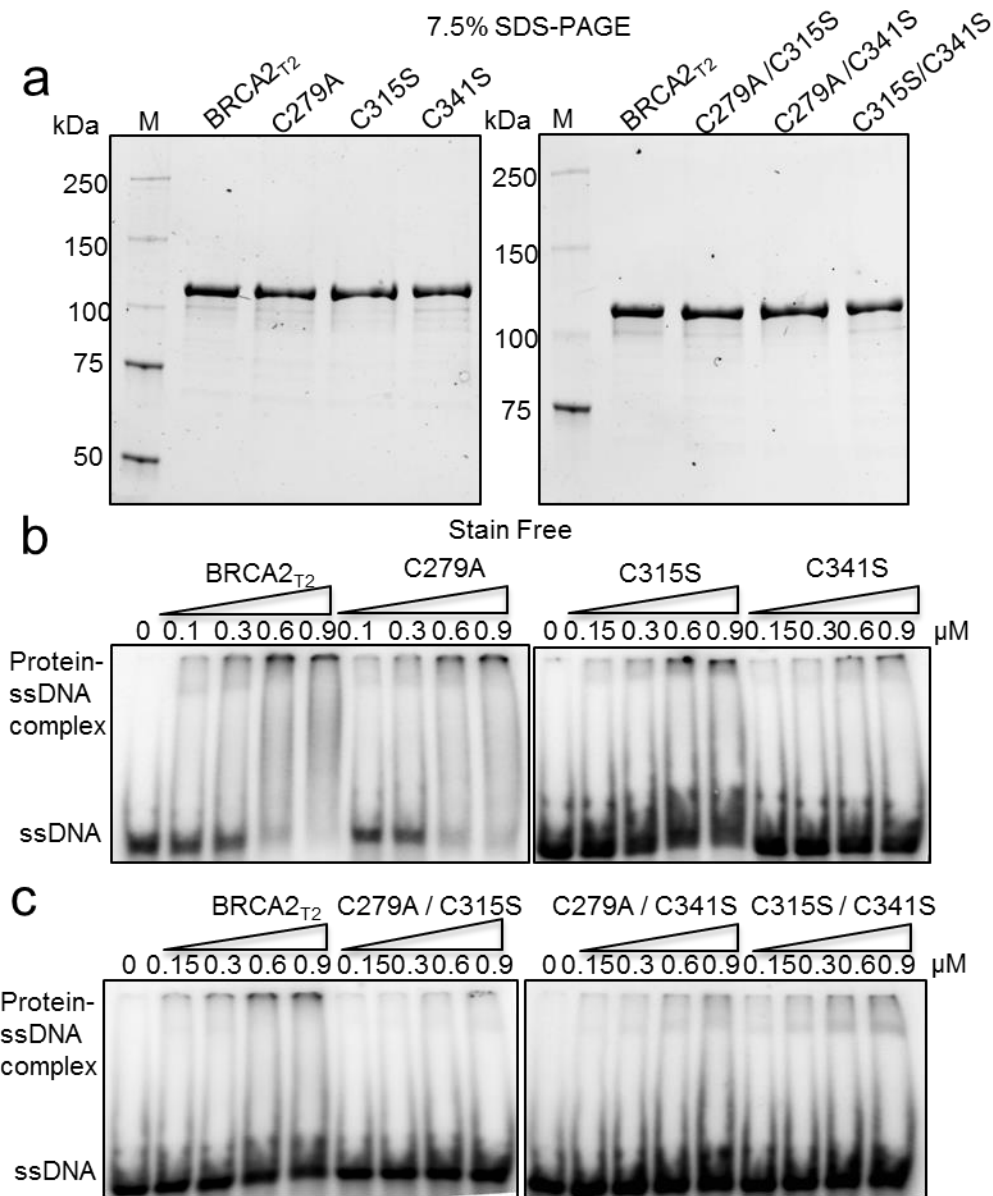 7.5% SDS-PAGE
a
kDa M BRCA2T2 C279A C315S C341S
250
150
100
75
50
kDa M BRCA2T2 C279A/C315S C279A/C341S C315S/C341S
250
150
100
75
Stain Free
b
BRCA2T2 C279A C315S C341S
0 0.1 0.3 0.6 0.9 0.1 0.3 0.6 0.9 0 0.15 0.3 0.6 0.9 0.15 0.3 0.6 0.9 µM
Protein-
ssDNA
complex
ssDNA
c
BRCA2T2 C279A / C315S C279A / C341S C315S / C341S
0 0.15 0.3 0.6 0.9 0.15 0.3 0.6 0.9 0 0.15 0.3 0.6 0.9 0.15 0.3 0.6 0.9 µM
Protein-
ssDNA
complex
ssDNA